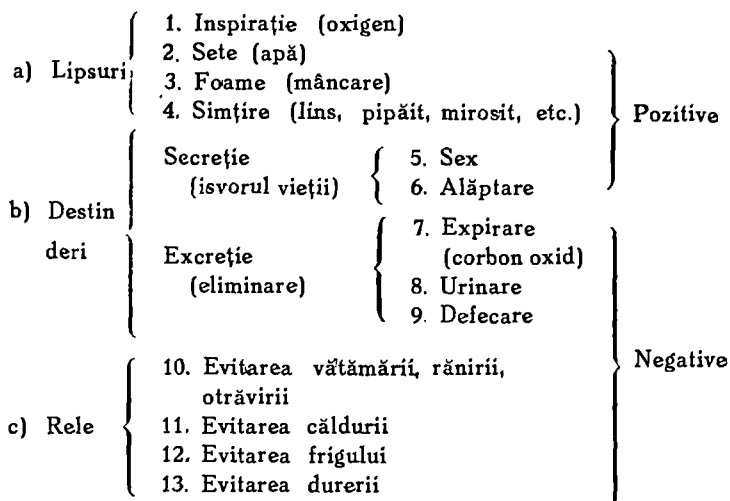 1. Inspirație (oxigen)
2. Sete (apă)
a) Lipsuri
3. Foame (mâncare)
4. Simțire (lins, pipăit, mirosit, etc.)
Pozitive
Secreție
(isvorul vieții)
5. Sex
6. Alăptare
b) Destin
deri
Excreție
(eliminare)
7. Expirare
(corbon oxid)
8. Urinare
9. Defecare
Negative
10. Evitarea vătămării, rănirii,
otrăvirii
c) Rele
11. Evitarea căldurii
12. Evitarea frigului
13. Evitarea durerii